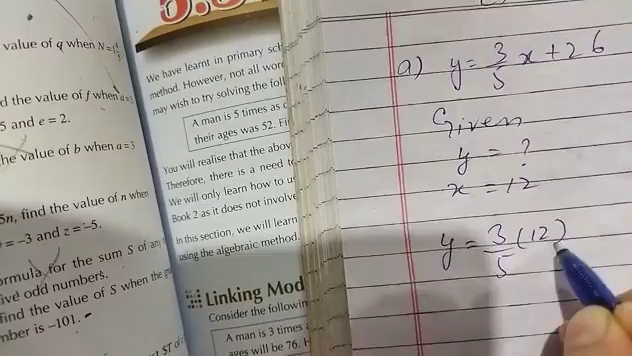 value of q when N=1
d the value of f when
5 and e = 2.
he value of b when a = 3
5n, find the value of n when
= −3 and z = −5.
ormula for the sum S of any
five odd numbers.
find the value of S when the
mber is −101.
We have learnt in primary sch
method. However, not all wor
may wish to try solving the foll
A man is 5 times as
their ages was 52. Fi
You will realise that the abov
Therefore, there is a need t
We will only learn how to u
Book 2 as it does not involve
In this section, we will learn
using the algebraic method.
Linking Mod
Consider the followin
A man is 3 times
ages will be 76. H
a) y = 3/5 x + 26
Given
y = ?
x = 12
y = 3/5 (12)